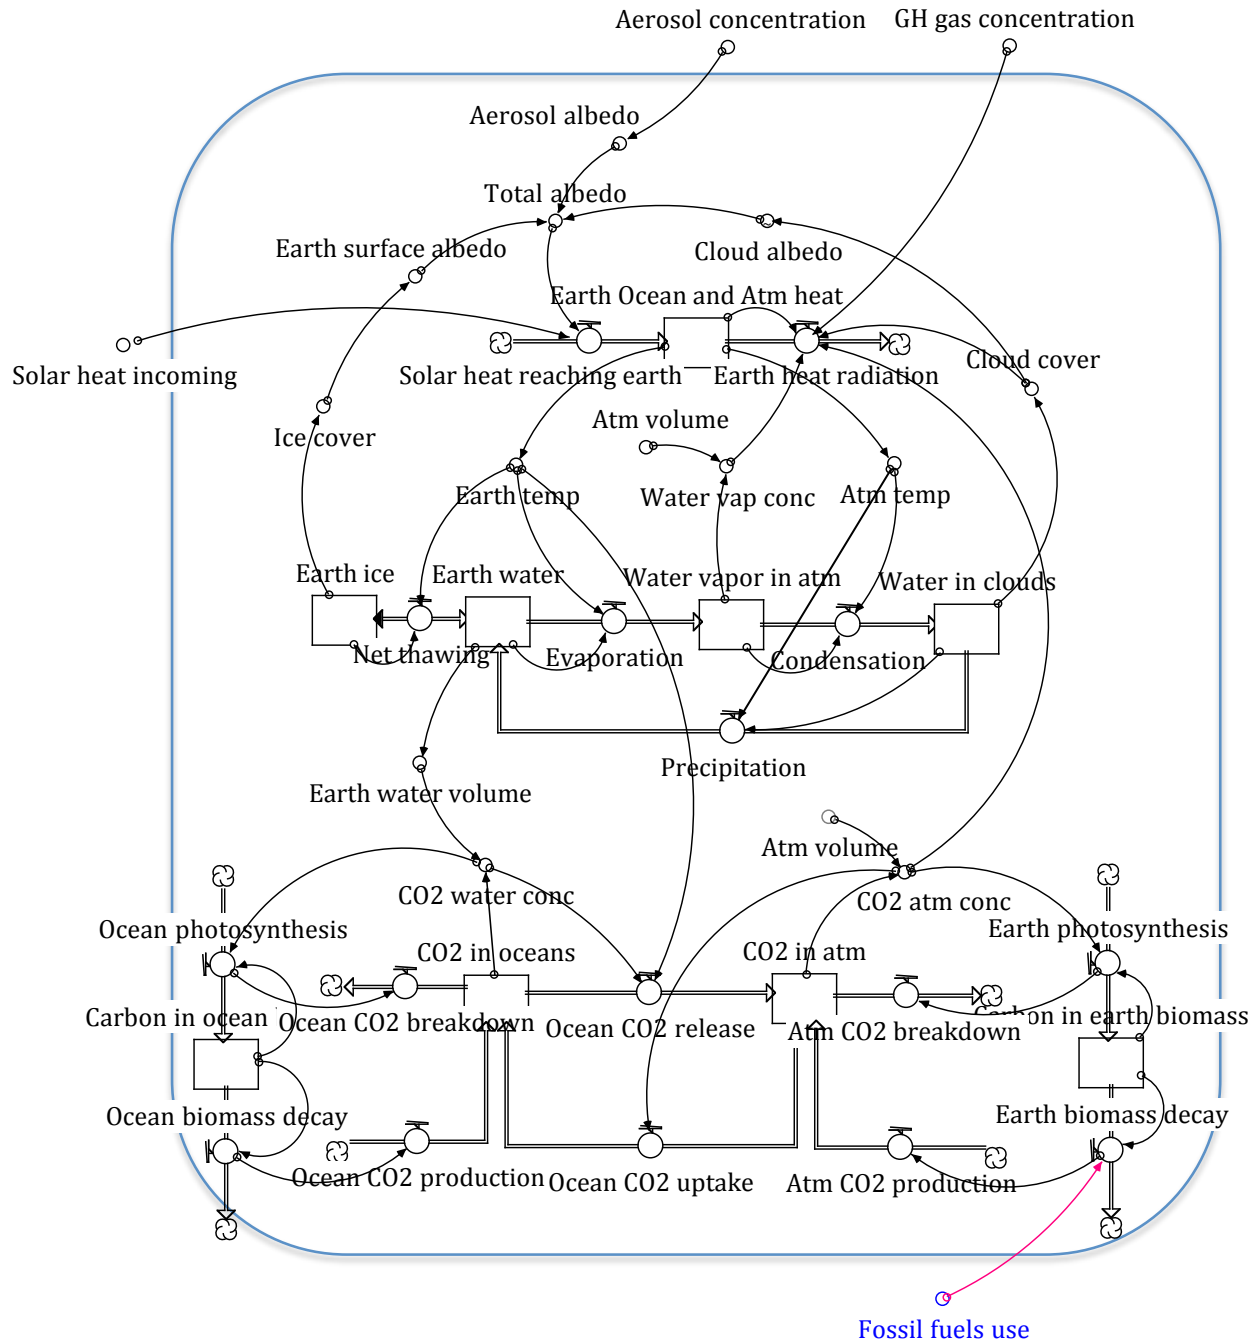 Aerosol concentration
GH gas concentration
Aerosol albedo
Total albedo
Earth surface albedo
Cloud albedo
Earth Ocean and Atm heat
Solar heat incoming
Solar heat reaching earth
Earth heat radiation
Cloud cover
Ice cover
Atm volume
Earth temp
Water vap conc
Atm temp
Earth ice
Earth water
Water vapor in atm
Water in clouds
Net thawing
Evaporation
Condensation
Precipitation
Earth water volume
Atm volume
CO2 water conc
CO2 atm conc
Ocean photosynthesis
Earth photosynthesis
CO2 in oceans
CO2 in atm
Carbon in ocean
Ocean CO2 breakdown
Ocean CO2 release
Atm CO2 breakdown
Carbon in earth biomass
Ocean biomass decay
Earth biomass decay
Ocean CO2 production
Ocean CO2 uptake
Atm CO2 production
Fossil fuels use